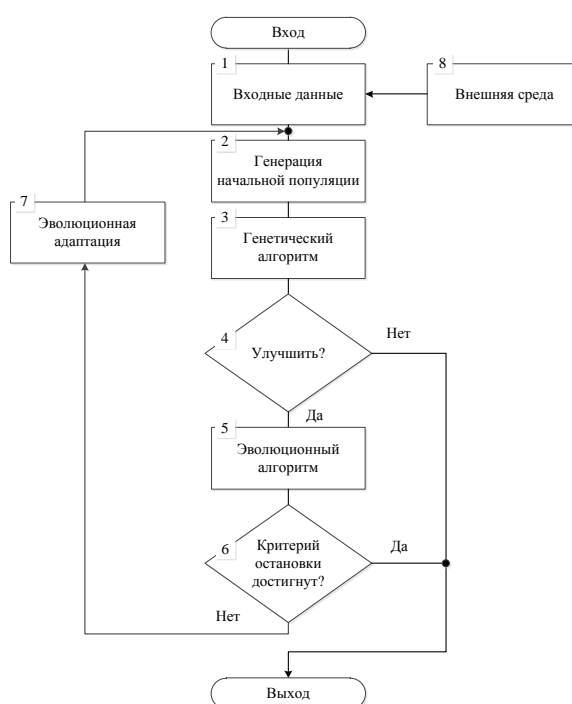 Вход
1
Входные данные
8
Внешняя среда
2
Генерация
начальной популяции
7
Эволюционная
адаптация
3
Генетический
алгоритм
4
Улучшить?
Нет
Да
5
Эволюционный
алгоритм
6
Критерий
остановки
достигнут?
Да
Нет
Выход